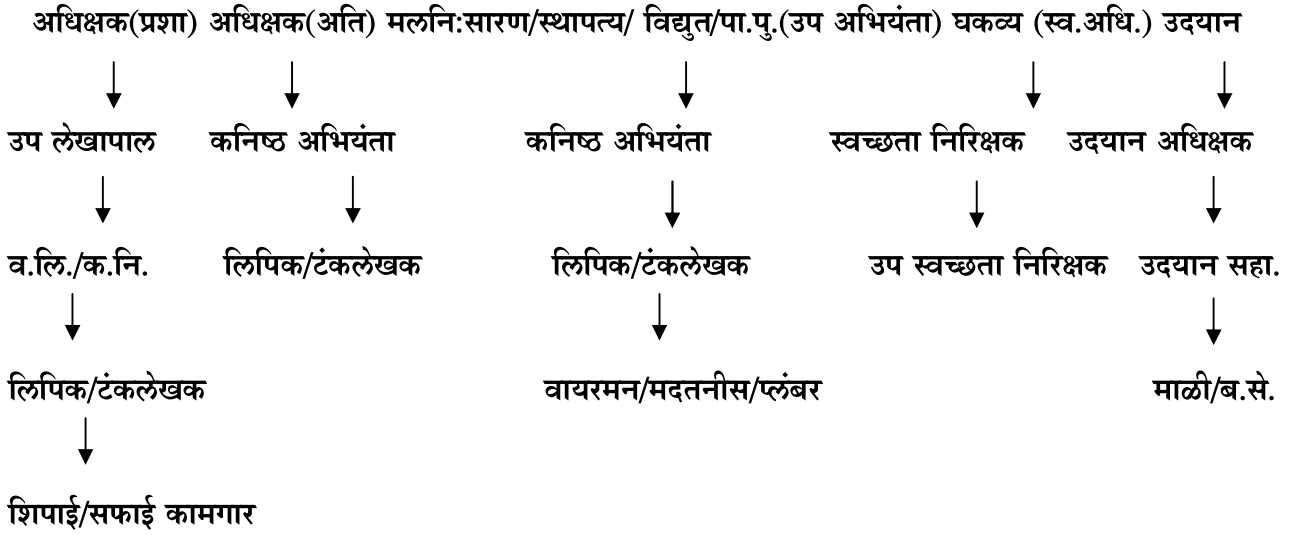 अधिक्षक(प्रशा) अधिक्षक(अति) मलनि:सारण/स्थापत्य/ विद्युत/पा.पु.(उप अभियंता) घकव्य (स्व.अधि.) उदयान
उप लेखापाल कनिष्ठ अभियंता कनिष्ठ अभियंता स्वच्छता निरिक्षक उदयान अधिक्षक
व.लि./क.नि. लिपिक/टंकलेखक लिपिक/टंकलेखक उप स्वच्छता निरिक्षक उदयान सहा.
लिपिक/टंकलेखक वायरमन/मदतनीस/प्लंबर माळी/ब.से.
शिपाई/सफाई कामगार